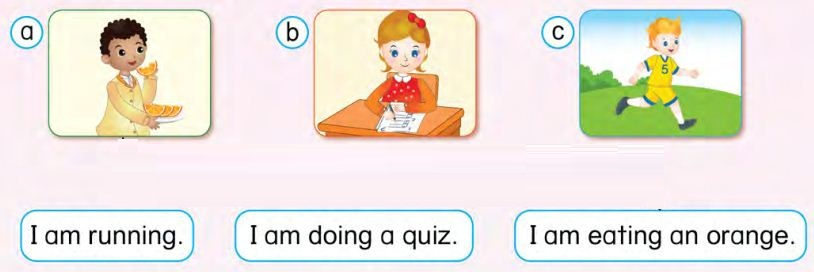 a
b
c
5
I am running.
I am doing a quiz.
I am eating an orange.